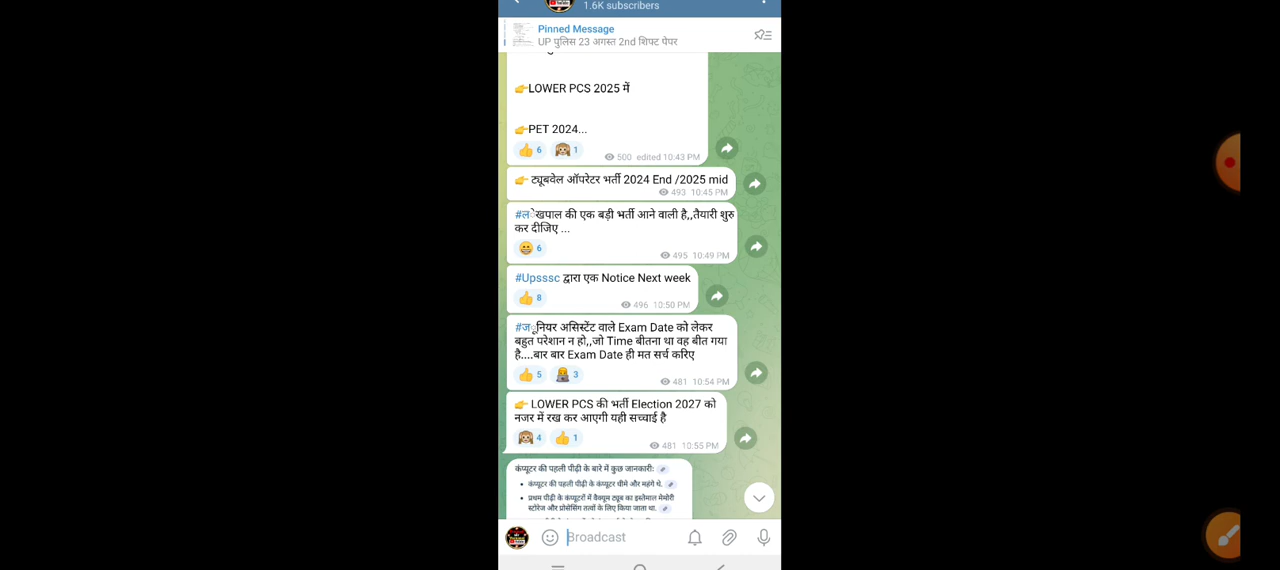 1.6K subscribers
Pinned Message
UP पुलिस 23 अगस्त 2nd शिफ्ट पेपर
👉LOWER PCS 2025 में
👉PET 2024...
👍 6 🙈 1
500 edited 10:43 PM
👉 ट्यूबवेल ऑपरेटर भर्ती 2024 End /2025 mid
493 10:45 PM
#लेखपाल की एक बड़ी भर्ती आने वाली है,,तैयारी शुरु
कर दीजिए ...
😁 6
495 10:49 PM
#Upsssc द्वारा एक Notice Next week
👍 8
496 10:50 PM
#जूनियर असिस्टेंट वाले Exam Date को लेकर
बहुत परेशान न हो,,जो Time बीतना था वह बीत गया
है....बार बार Exam Date ही मत सर्च करिए
👍 5 👨‍💻 3
481 10:54 PM
👉 LOWER PCS की भर्ती Election 2027 को
नजर में रख कर आएगी यही सच्चाई है
🙈 4 👍 1
481 10:55 PM
कंप्यूटर की पहली पीढ़ी के बारे में कुछ जानकारी:
• कंप्यूटर की पहली पीढ़ी के कंप्यूटर धीमे और महंगे थे.
• प्रथम पीढ़ी के कंप्यूटरों में वैक्यूम ट्यूब का इस्तेमाल मेमोरी
स्टोरेज और प्रोसेसिंग तत्वों के लिए किया जाता था.
Broadcast